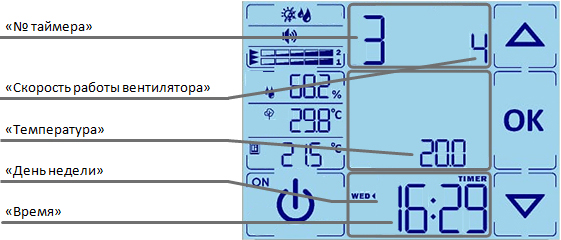 «№ таймера»
«Скорость работы вентилятора»
«Температура»
«День недели»
«Время»
2
1
60.2 %
29.8°C
21.5 °C
ON
3
4
20.0
TIMER
WED
16:29
OK